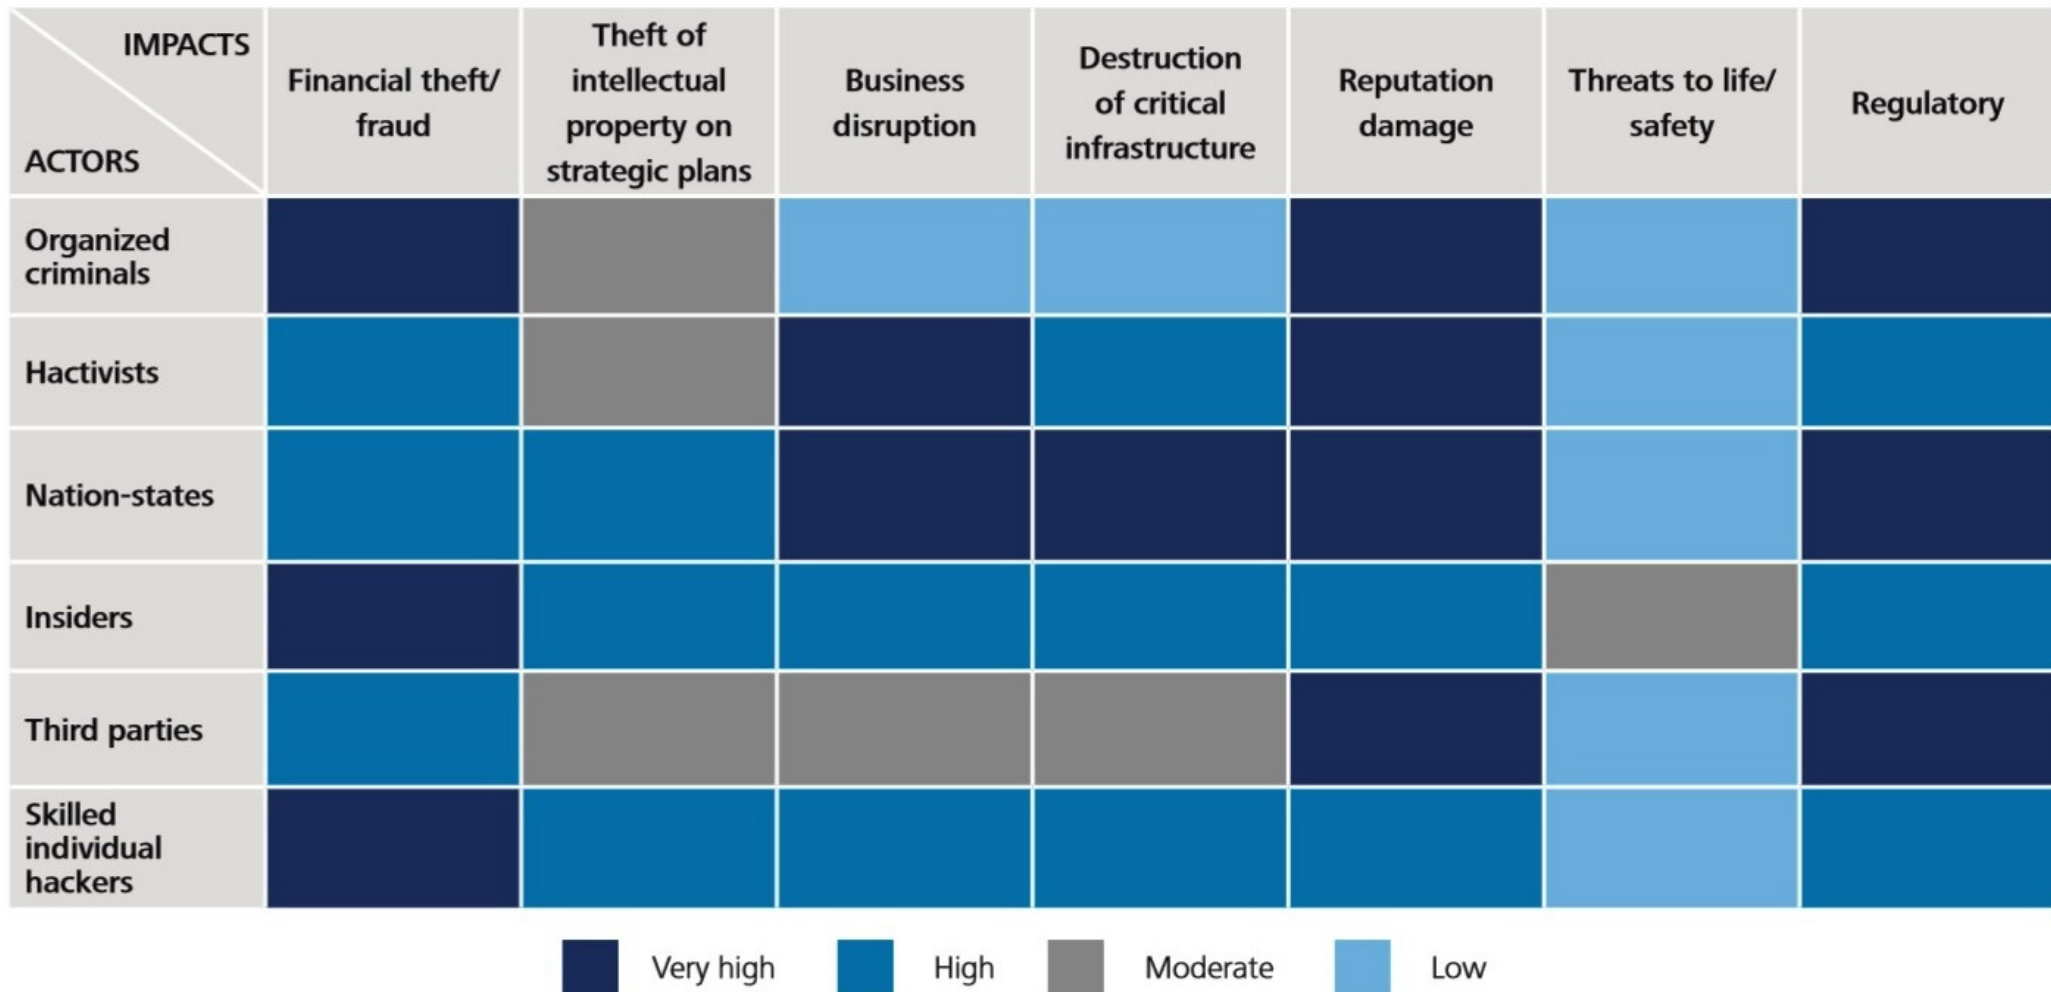 IMPACTS
ACTORS
Financial theft/
fraud
Theft of
intellectual
property on
strategic plans
Business
disruption
Destruction
of critical
infrastructure
Reputation
damage
Threats to life/
safety
Regulatory
Organized
criminals
Hactivists
Nation-states
Insiders
Third parties
Skilled
individual
hackers
Very high
High
Moderate
Low